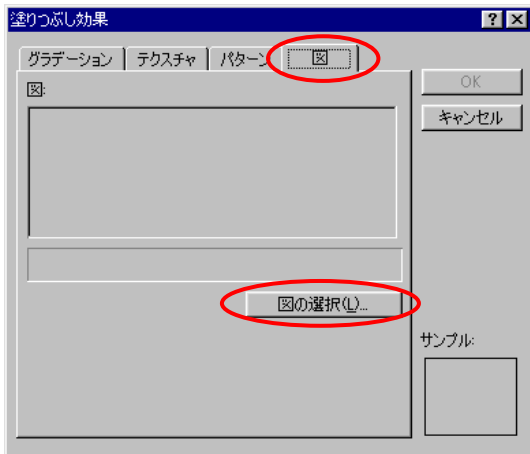 塗りつぶし効果
グラデーション テクスチャ パターン 図
図:
OK
キャンセル
図の選択(L)...
サンプル: